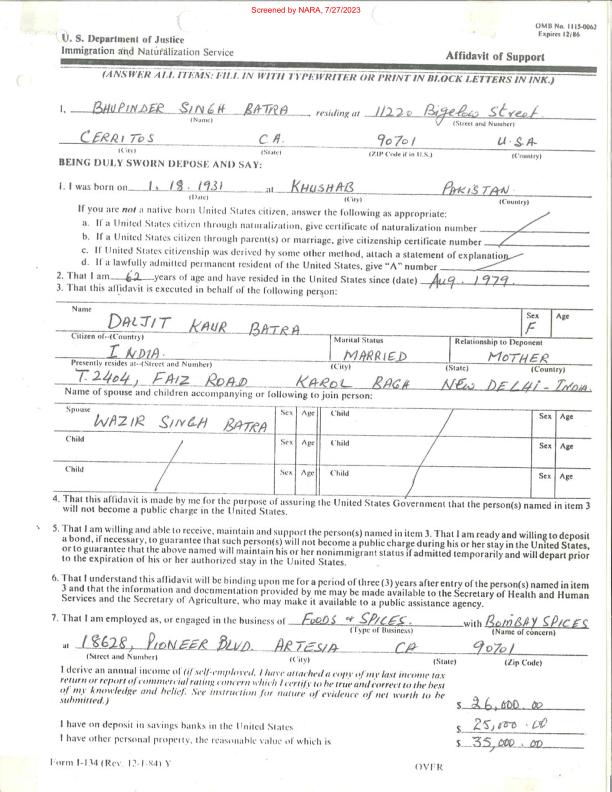 Screened by NARA, 7/27/2023
OMB No. 1115-0062
Expires 12/86
U. S. Department of Justice
Immigration and Naturalization Service
Affidavit of Support
(ANSWER ALL ITEMS: FILL IN WITH TYPEWRITER OR PRINT IN BLOCK LETTERS IN INK.)
I, BHUPINDER SINGH BATRA, residing at 11220 Bigelow Street
(Name) (Street and Number)
CERRITOS CA. 90701 U.S.A
(City) (State) (ZIP Code if in U.S.) (Country)
BEING DULY SWORN DEPOSE AND SAY:
1. I was born on 1. 18. 1931 at KHUSHAB PAKISTAN.
(Date) (City) (Country)
If you are not a native born United States citizen, answer the following as appropriate:
a. If a United States citizen through naturalization, give certificate of naturalization number
b. If a United States citizen through parent(s) or marriage, give citizenship certificate number
c. If United States citizenship was derived by some other method, attach a statement of explanation.
d. If a lawfully admitted permanent resident of the United States, give "A" number
2. That I am 62 years of age and have resided in the United States since (date) Aug. 1979.
3. That this affidavit is executed in behalf of the following person:
Name Sex Age
DALJIT KAUR BATRA F
Citizen of--(Country) Marital Status Relationship to Deponent
INDIA. MARRIED MOTHER
Presently resides at--(Street and Number) (City) (State) (Country)
T-2404, FAIZ ROAD KAROL BAGA NEW DELHI - INDIA.
Name of spouse and children accompanying or following to join person:
Spouse Sex Age Child Sex Age
WAZIR SINGH BATRA
Child Sex Age Child Sex Age
Child Sex Age Child Sex Age
4. That this affidavit is made by me for the purpose of assuring the United States Government that the person(s) named in item 3
will not become a public charge in the United States.
5. That I am willing and able to receive, maintain and support the person(s) named in item 3. That I am ready and willing to deposit
a bond, if necessary, to guarantee that such person(s) will not become a public charge during his or her stay in the United States,
or to guarantee that the above named will maintain his or her nonimmigrant status if admitted temporarily and will depart prior
to the expiration of his or her authorized stay in the United States.
6. That I understand this affidavit will be binding upon me for a period of three (3) years after entry of the person(s) named in item
3 and that the information and documentation provided by me may be made available to the Secretary of Health and Human
Services and the Secretary of Agriculture, who may make it available to a public assistance agency.
7. That I am employed as, or engaged in the business of FOODS & SPICES. with BOMBAY SPICES
(Type of Business) (Name of concern)
at 18628, PIONEER BLVD. ARTESIA CA 90701
(Street and Number) (City) (State) (Zip Code)
I derive an annual income of (if self-employed, I have attached a copy of my last income tax
return or report of commercial rating concern which I certify to be true and correct to the best
of my knowledge and belief. See instruction for nature of evidence of net worth to be
submitted.) $ 26,000.00
I have on deposit in savings banks in the United States $ 25,000.00
I have other personal property, the reasonable value of which is $ 35,000.00
Form I-134 (Rev. 12-1-84) Y OVER